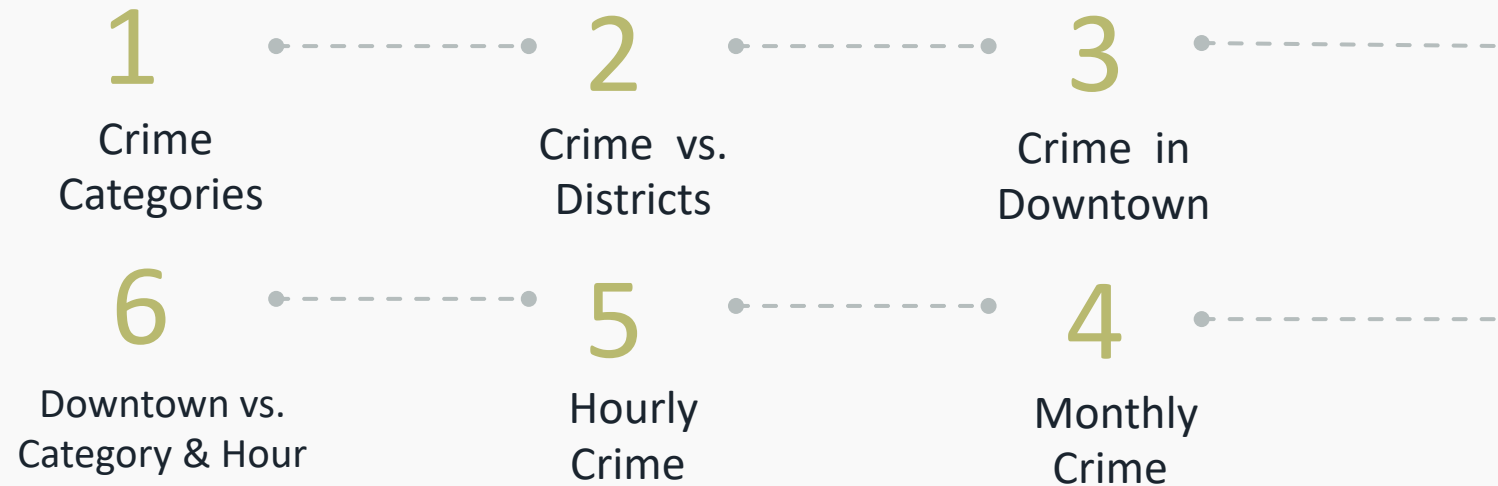 1
Crime
Categories
2
Crime vs.
Districts
3
Crime in
Downtown
6
Downtown vs.
Category & Hour
5
Hourly
Crime
4
Monthly
Crime